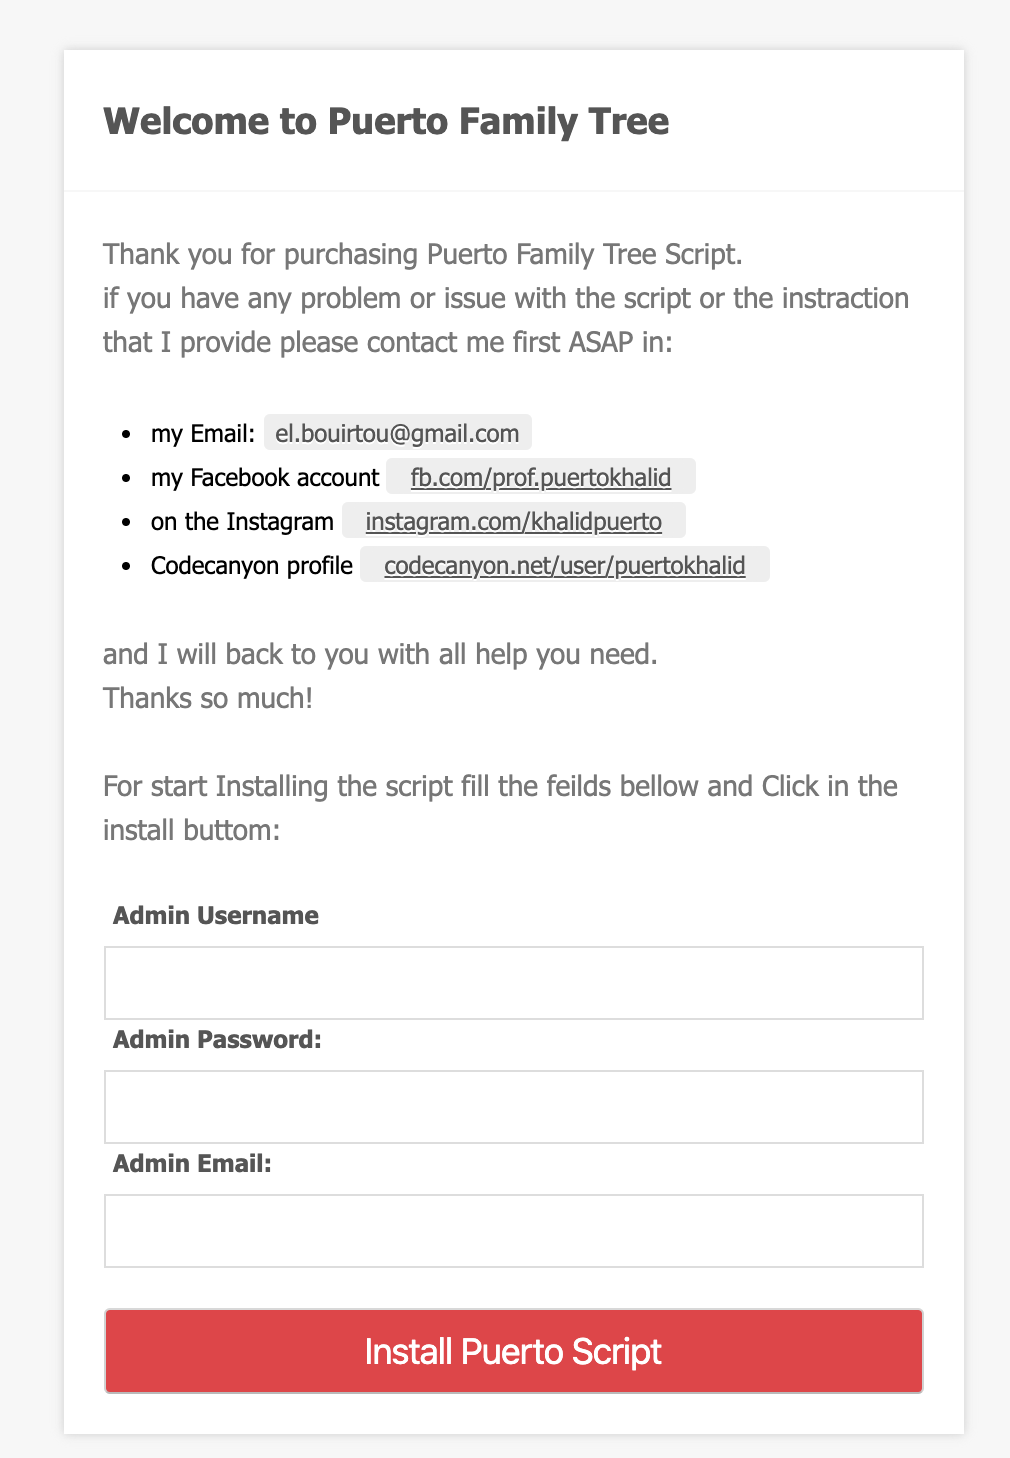 Welcome to Puerto Family Tree
Thank you for purchasing Puerto Family Tree Script.
if you have any problem or issue with the script or the instraction
that I provide please contact me first ASAP in:
my Email: el.bouirtou@gmail.com
my Facebook account fb.com/prof.puertokhalid
on the Instagram instagram.com/khalidpuerto
Codecanyon profile codecanyon.net/user/puertokhalid
and I will back to you with all help you need.
Thanks so much!
For start Installing the script fill the feilds bellow and Click in the
install buttom:
Admin Username
Admin Password:
Admin Email:
Install Puerto Script